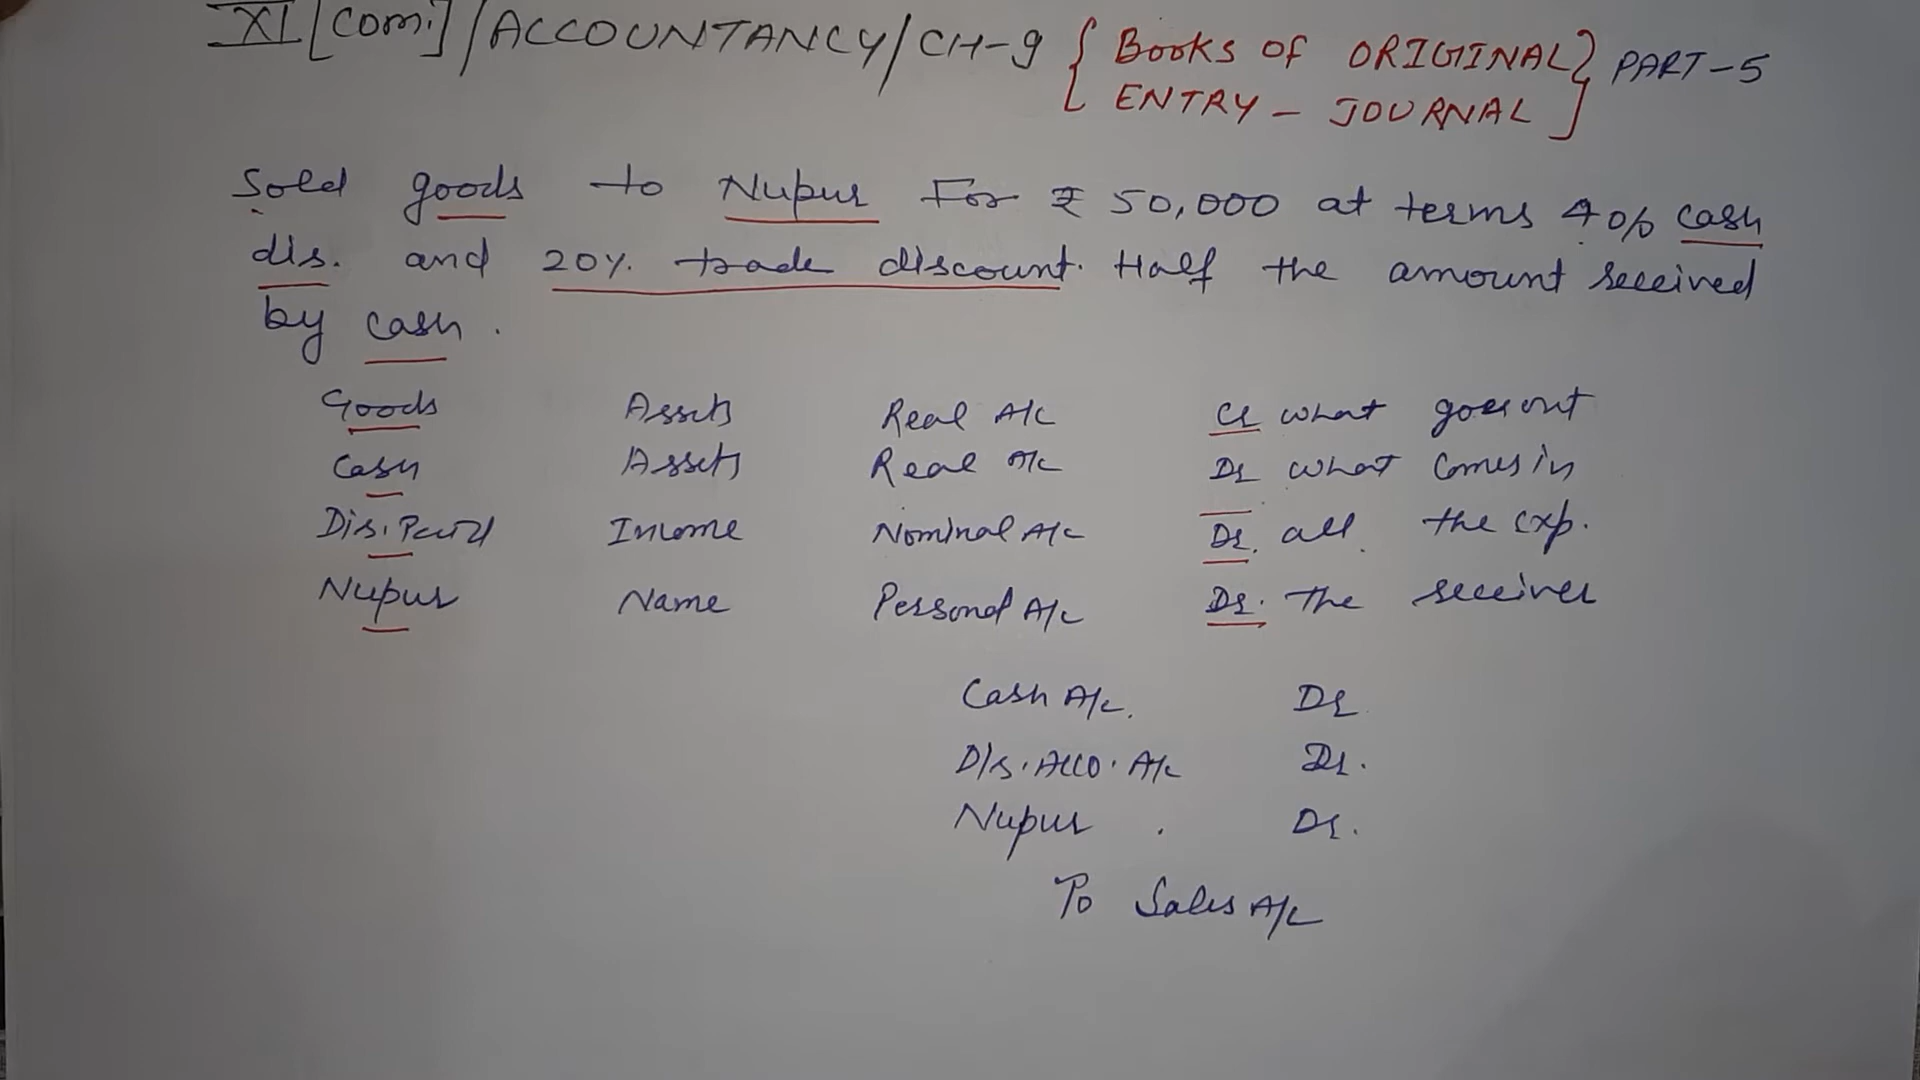 XI [Com.] / ACCOUNTANCY / CH-9 { Books of ORIGINAL } PART-5
ENTRY - JOURNAL
Sold goods to Nupur For ₹ 50,000 at terms 4% cash
dis. and 20%. trade discount. Half the amount received
by cash.
Goods Assets Real A/c Cr what goes out
Cash Assets Real A/c Dr what comes in
Dis. Paid Income Nominal A/c Dr. all the exp.
Nupur Name Personal A/c Dr. the receiver
Cash A/c. Dr
Dis. Allo. A/c Dr.
Nupur . Dr.
To Sales A/c